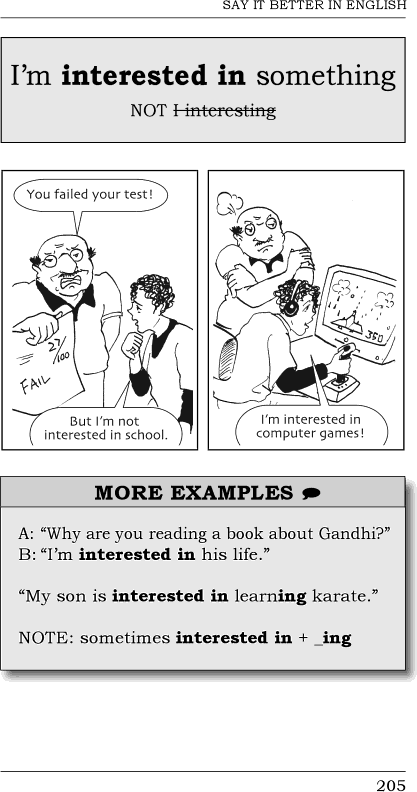 SAY IT BETTER IN ENGLISH
I’m interested in something
NOT I interesting
You failed your test!
27/100
FAIL
But I’m not
interested in school.
350
I’m interested in
computer games!
MORE EXAMPLES
A: “Why are you reading a book about Gandhi?”
B: “I’m interested in his life.”
“My son is interested in learning karate.”
NOTE: sometimes interested in + _ing
205